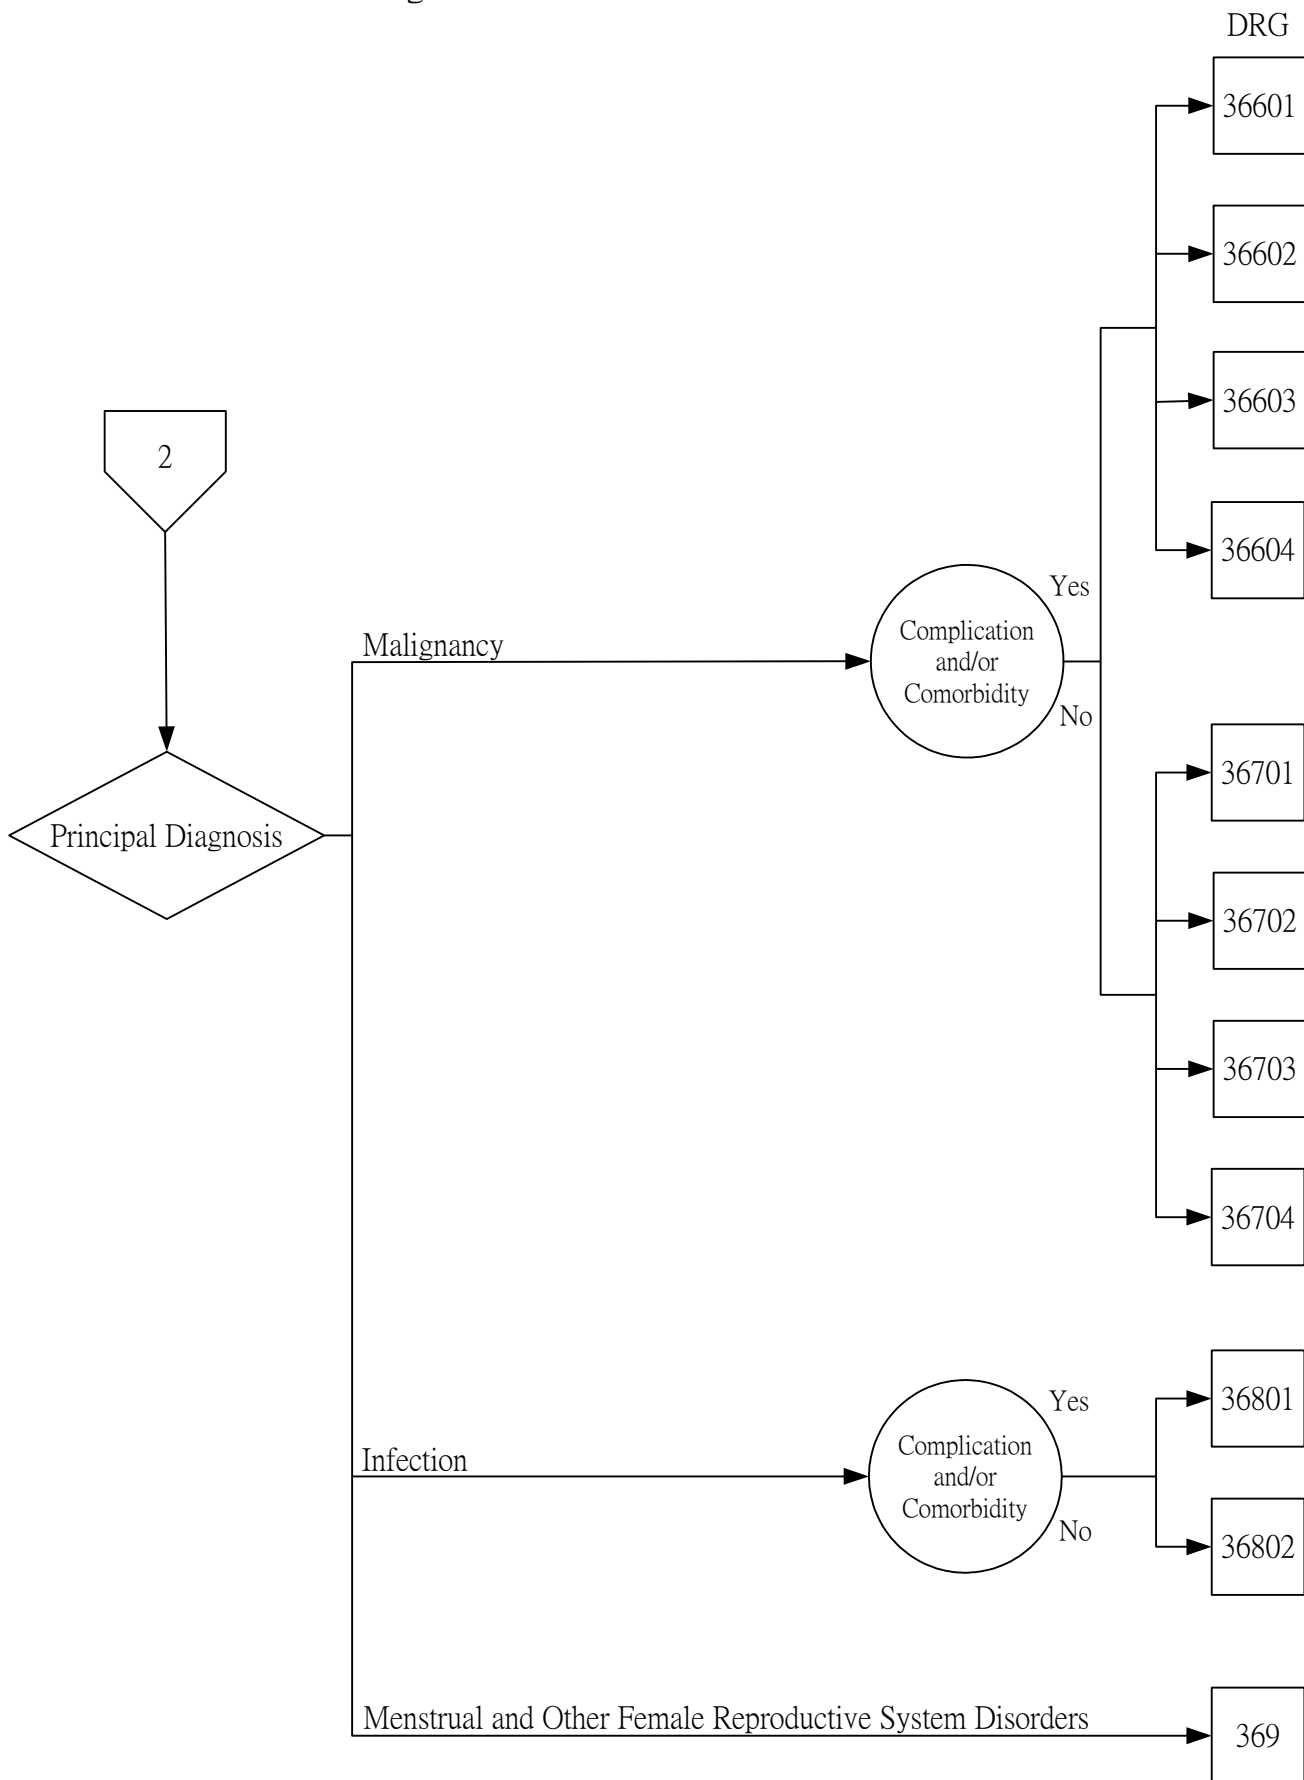 DRG
36601
36602
36603
2
36604
Yes
Malignancy
Complication
and/or
Comorbidity
No
36701
Principal Diagnosis
36702
36703
36704
36801
Yes
Infection
Complication
and/or
Comorbidity
No
36802
Menstrual and Other Female Reproductive System Disorders
369